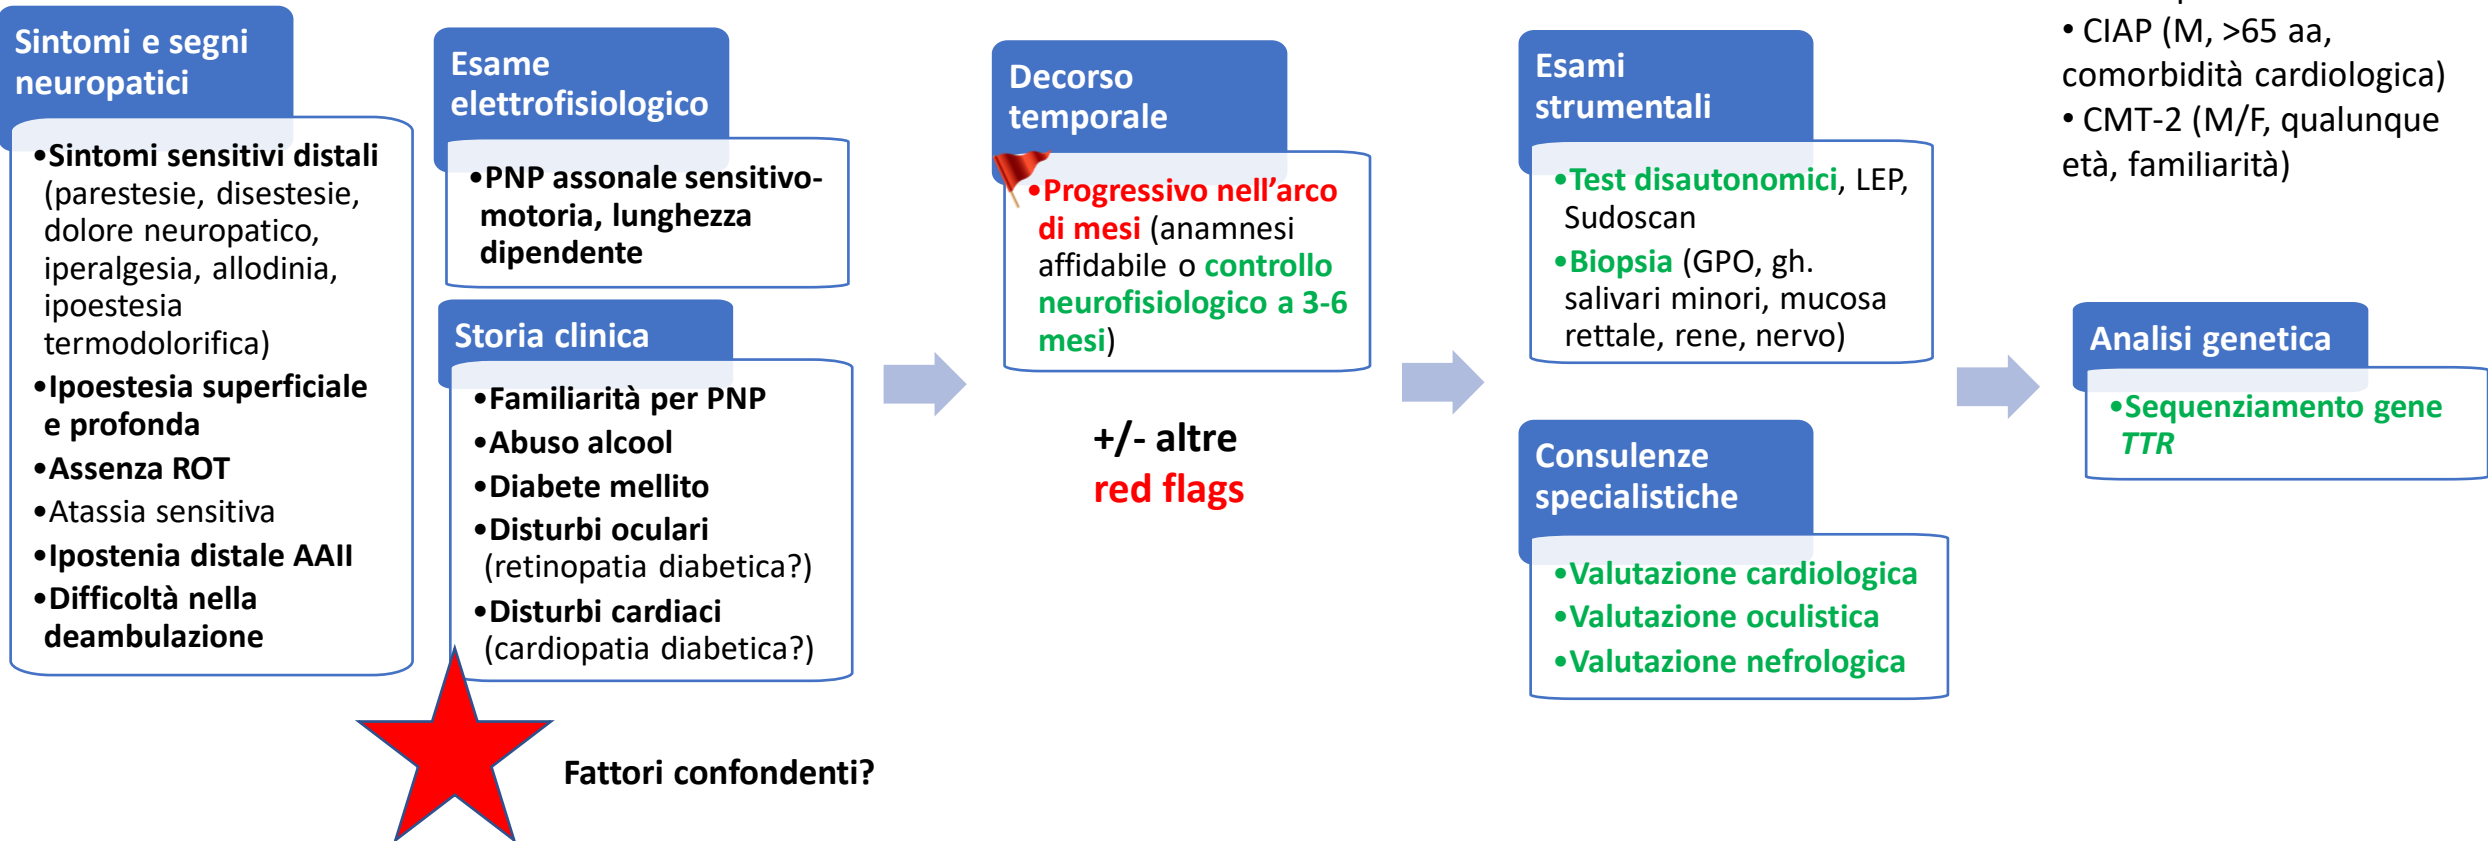 Sintomi e segni
neuropatici
•Sintomi sensitivi distali
(parestesie, disestesie,
dolore neuropatico,
iperalgesia, allodinia,
ipoestesia
termodolorifica)
•Ipoestesia superficiale
e profonda
•Assenza ROT
•Atassia sensitiva
•Ipostenia distale AAII
•Difficoltà nella
deambulazione
Esame
elettrofisiologico
•PNP assonale sensitivo-
motoria, lunghezza
dipendente
Storia clinica
•Familiarità per PNP
•Abuso alcool
•Diabete mellito
•Disturbi oculari
(retinopatia diabetica?)
•Disturbi cardiaci
(cardiopatia diabetica?)
Fattori confondenti?
Decorso
temporale
•Progressivo nell’arco
di mesi (anamnesi
affidabile o controllo
neurofisiologico a 3-6
mesi)
+/- altre
red flags
Esami
strumentali
•Test disautonomici, LEP,
Sudoscan
•Biopsia (GPO, gh.
salivari minori, mucosa
rettale, rene, nervo)
Consulenze
specialistiche
•Valutazione cardiologica
•Valutazione oculistica
•Valutazione nefrologica
• CIAP (M, >65 aa,
comorbidità cardiologica)
• CMT-2 (M/F, qualunque
età, familiarità)
Analisi genetica
•Sequenziamento gene
TTR